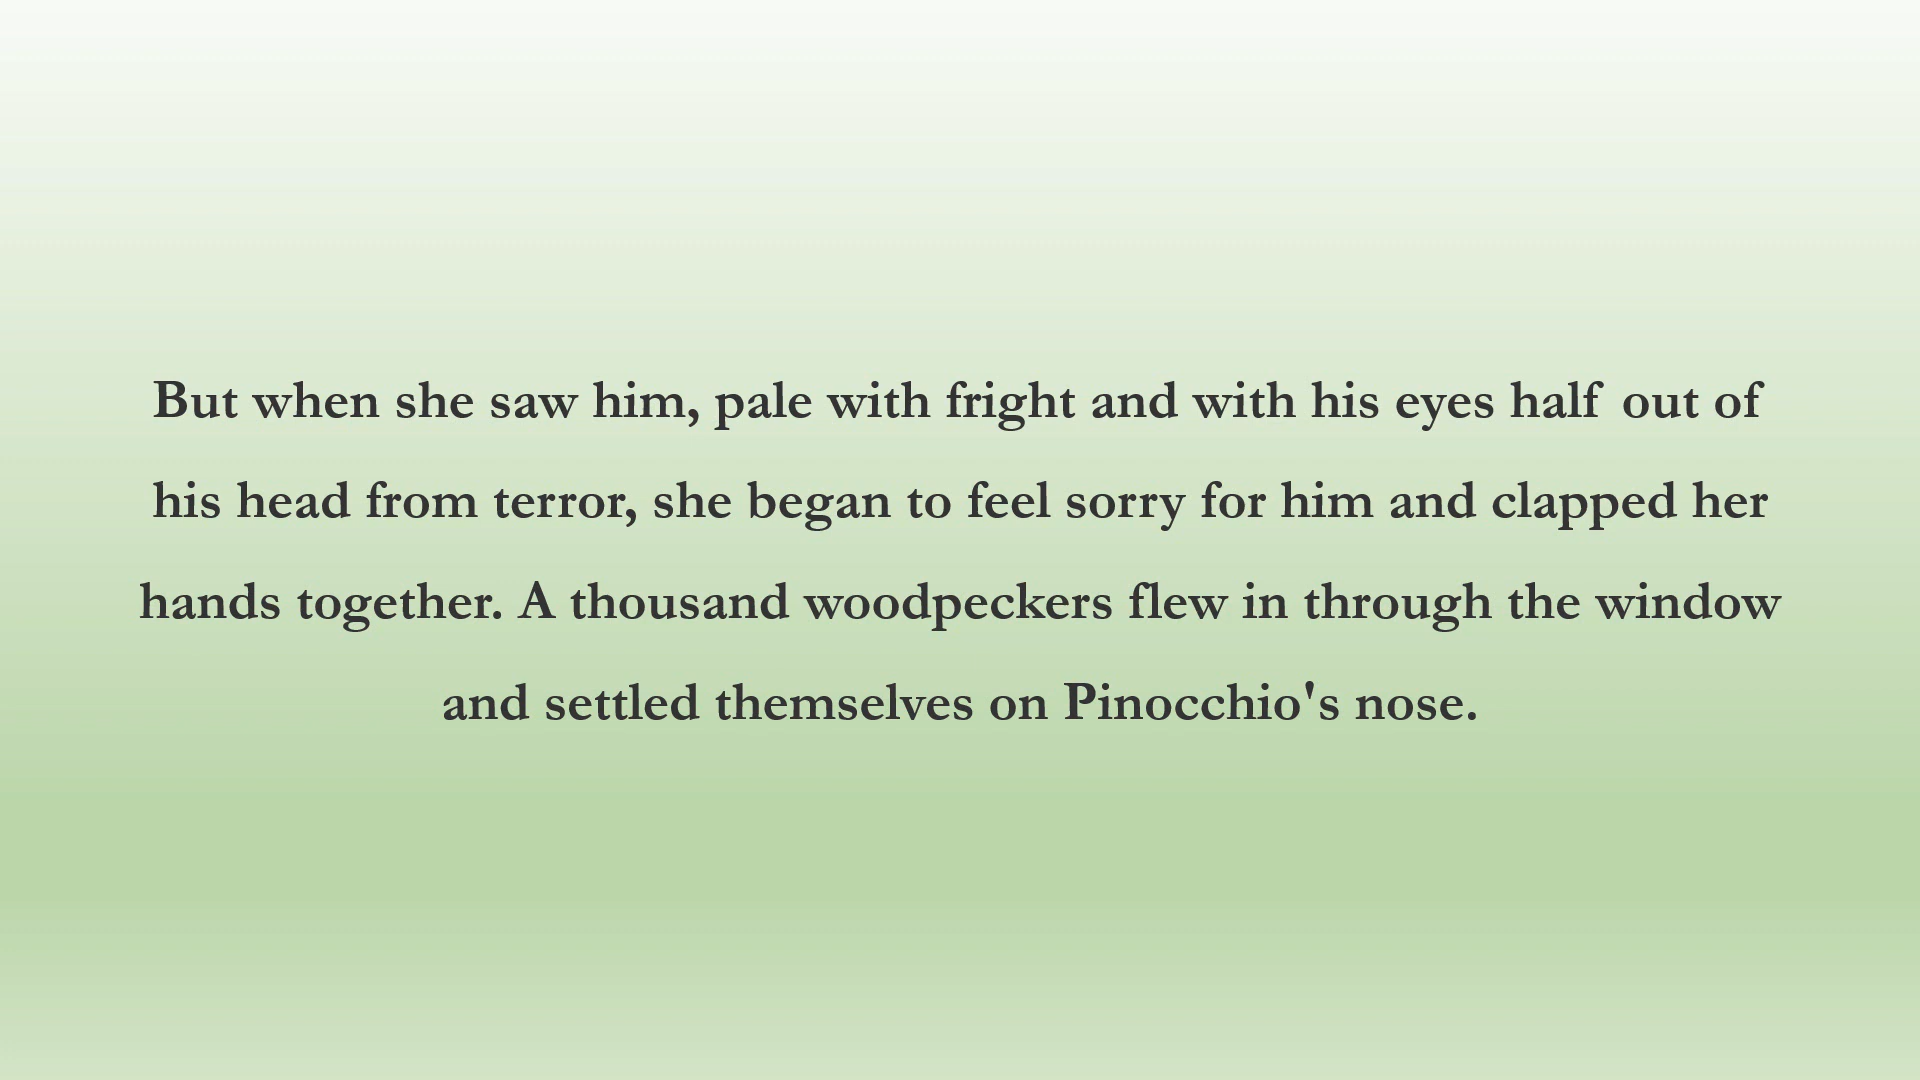 But when she saw him, pale with fright and with his eyes half out of
his head from terror, she began to feel sorry for him and clapped her
hands together. A thousand woodpeckers flew in through the window
and settled themselves on Pinocchio's nose.